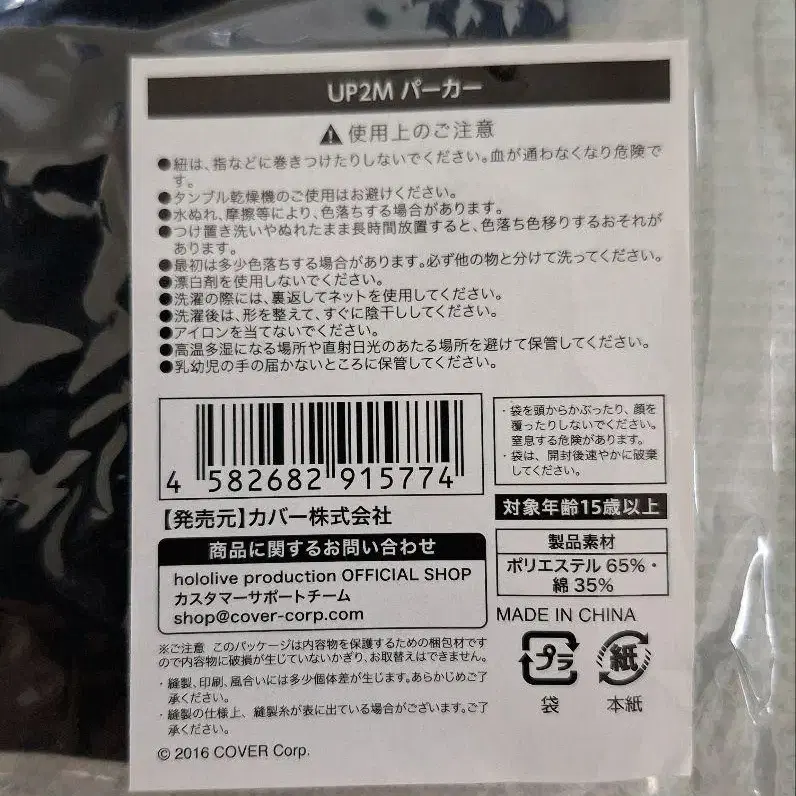 UP2M パーカー
使用上のご注意
●紐は、指などに巻きつけたりしないでください。血が通わなくなり危険で
す。
●タンブル乾燥機のご使用はお避けください。
●水ぬれ、摩擦等により、色落ちする場合があります。
●つけ置き洗いやぬれたまま長時間放置すると、色落ち色移りするおそれが
あります。
●最初は多少色落ちする場合があります。必ず他の物と分けて洗ってください。
●漂白剤を使用しないでください。
●洗濯の際には、裏返してネットを使用してください。
●洗濯後は、形を整えて、すぐに陰干ししてください。
●アイロンを当てないでください。
●高温多湿になる場所や直射日光のあたる場所を避けて保管してください。
●乳幼児の手の届かないところに保管してください。
4 582682 915774
【発売元】カバー株式会社
商品に関するお問い合わせ
hololive production OFFICIAL SHOP
カスタマーサポートチーム
shop@cover-corp.com
※ご注意 このパッケージは内容物を保護するための梱包材です
ので内容物に破損が生じていないかぎり、お取替えはできません。
・縫製、印刷、風合いには多少個体差が生じます。あらかじめご了
承ください。
・縫製の仕様上、縫製糸が表に出ている場合がございます。ご了
承ください。
© 2016 COVER Corp.
・袋を頭からかぶったり、顔を
覆ったりしないでください。
窒息する危険があります。
・袋は、開封後速やかに破棄
してください。
対象年齢15歳以上
製品素材
ポリエステル 65%・
綿 35%
MADE IN CHINA
プラ
紙
袋
本紙